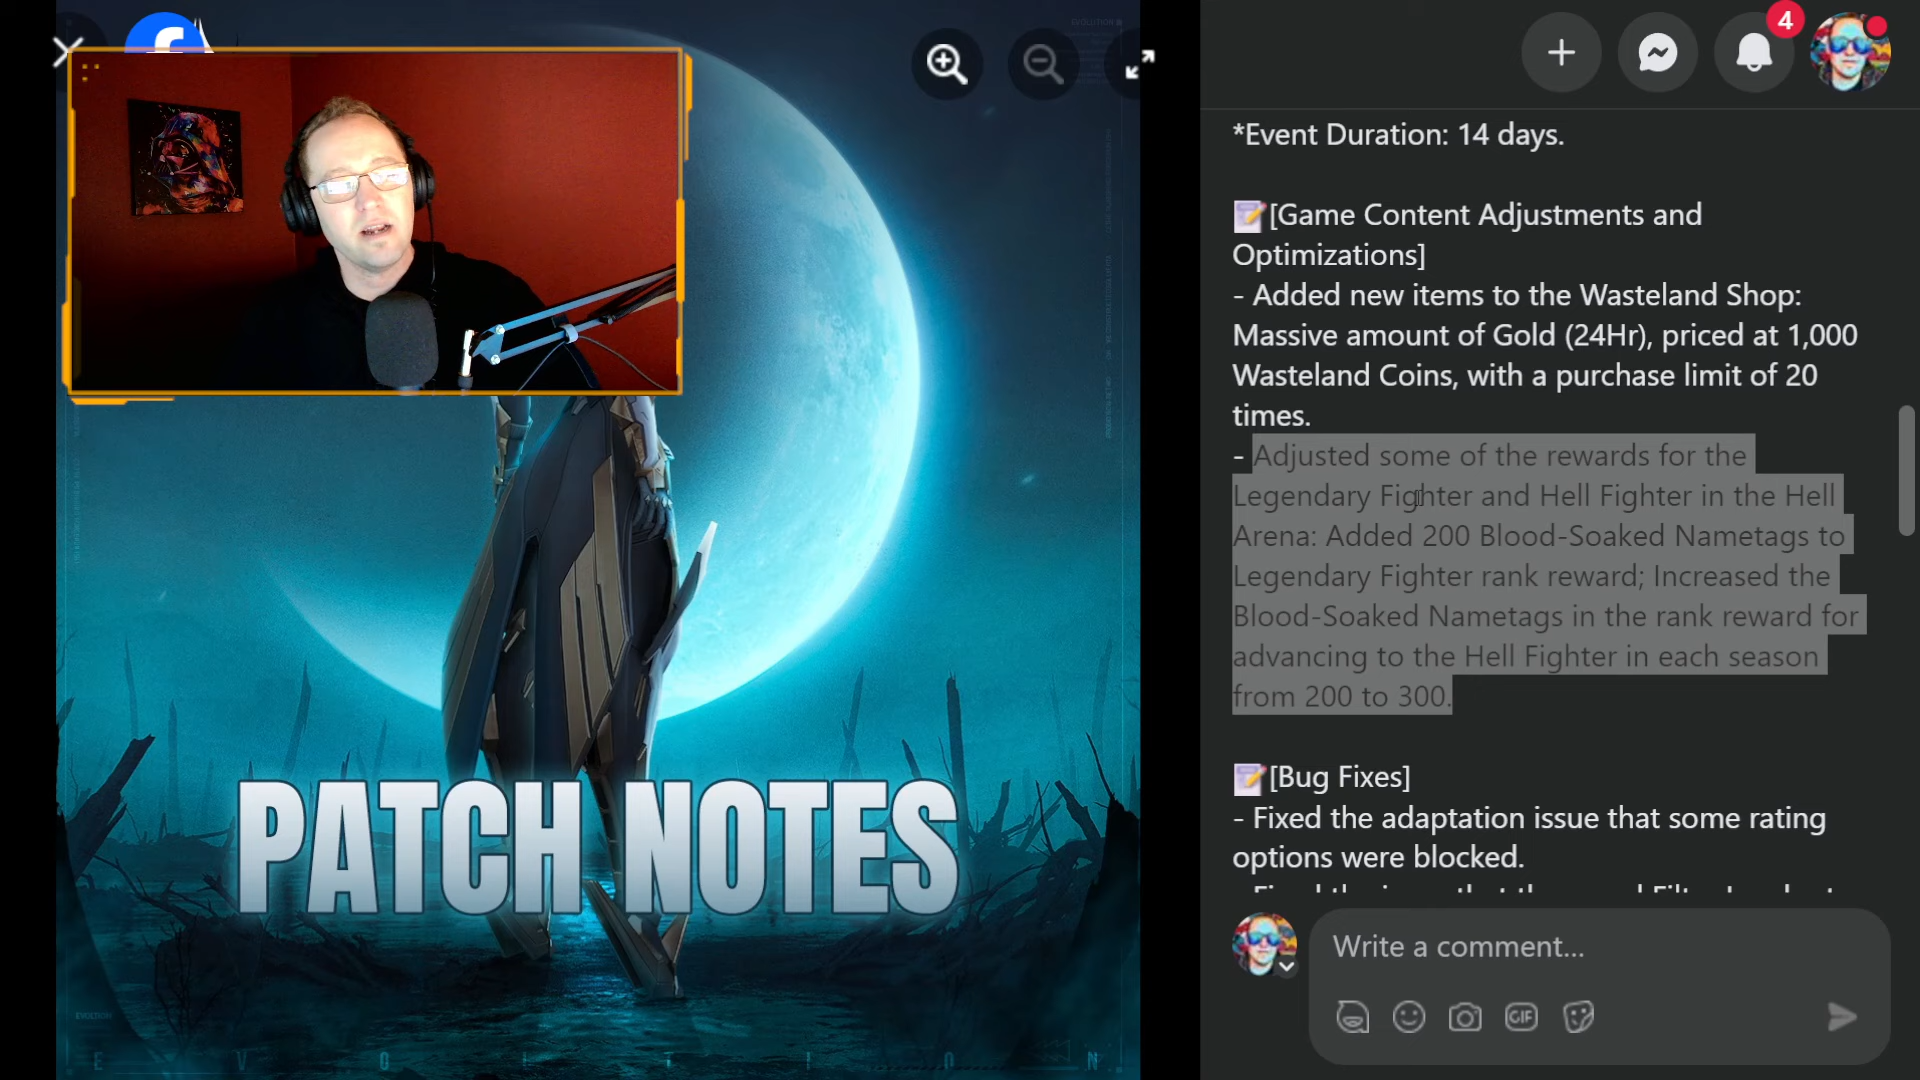 4
*Event Duration: 14 days.
[Game Content Adjustments and
Optimizations]
- Added new items to the Wasteland Shop:
Massive amount of Gold (24Hr), priced at 1,000
Wasteland Coins, with a purchase limit of 20
times.
- Adjusted some of the rewards for the
Legendary Fighter and Hell Fighter in the Hell
Arena: Added 200 Blood-Soaked Nametags to
Legendary Fighter rank reward; Increased the
Blood-Soaked Nametags in the rank reward for
advancing to the Hell Fighter in each season
from 200 to 300.
[Bug Fixes]
- Fixed the adaptation issue that some rating
options were blocked.
Write a comment...
GIF
PATCH NOTES
EVOLUTION
E V O L U T I O N